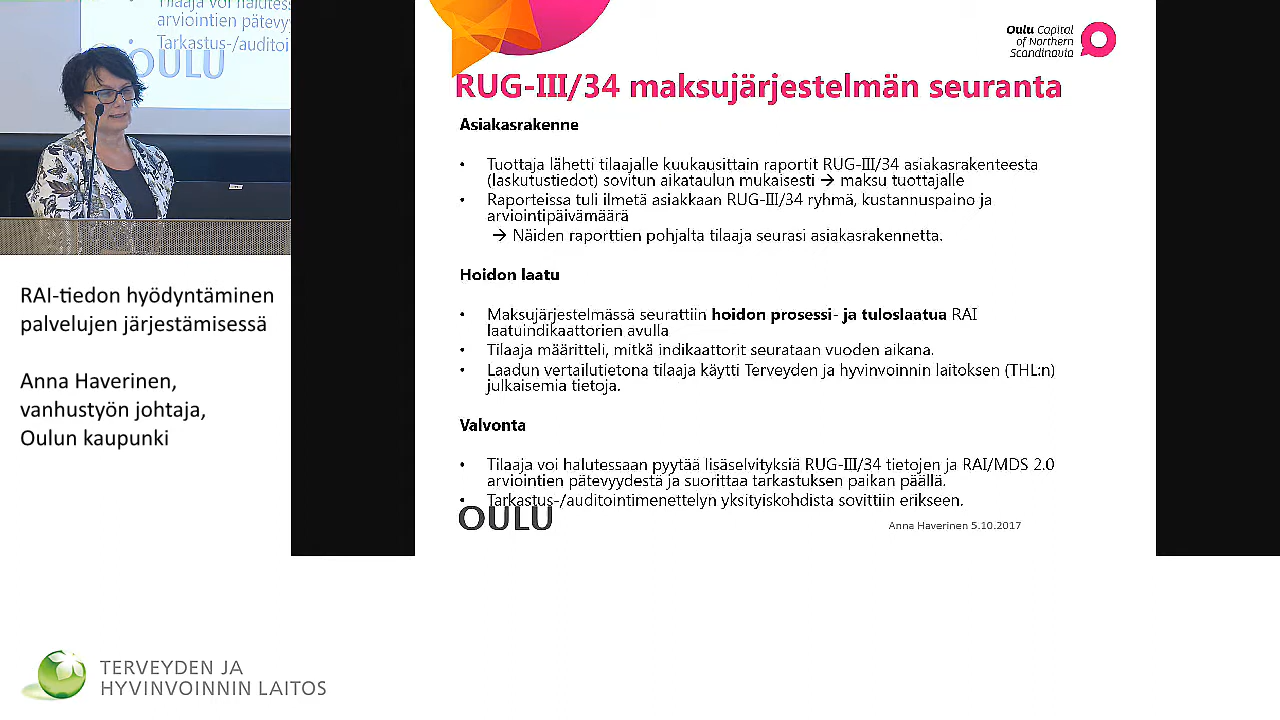 Tilaaja voi halutess
arviointien pätevyy
• Tarkastus-/auditoi
OULU
RAI-tiedon hyödyntäminen
palvelujen järjestämisessä
Anna Haverinen,
vanhustyön johtaja,
Oulun kaupunki
Oulu Capital
of Northern
Scandinavia
RUG-III/34 maksujärjestelmän seuranta
Asiakasrakenne
• Tuottaja lähetti tilaajalle kuukausittain raportit RUG-III/34 asiakasrakenteesta
(laskutustiedot) sovitun aikataulun mukaisesti → maksu tuottajalle
• Raporteissa tuli ilmetä asiakkaan RUG-III/34 ryhmä, kustannuspaino ja
arviointipäivämäärä
→ Näiden raporttien pohjalta tilaaja seurasi asiakasrakennetta.
Hoidon laatu
• Maksujärjestelmässä seurattiin hoidon prosessi- ja tuloslaatua RAI
laatuindikaattorien avulla
• Tilaaja määritteli, mitkä indikaattorit seurataan vuoden aikana.
• Laadun vertailutietona tilaaja käytti Terveyden ja hyvinvoinnin laitoksen (THL:n)
julkaisemia tietoja.
Valvonta
• Tilaaja voi halutessaan pyytää lisäselvityksiä RUG-III/34 tietojen ja RAI/MDS 2.0
arviointien pätevyydestä ja suorittaa tarkastuksen paikan päällä.
• Tarkastus-/auditointimenettelyn yksityiskohdista sovittiin erikseen.
OULU
Anna Haverinen 5.10.2017
TERVEYDEN JA
HYVINVOINNIN LAITOS